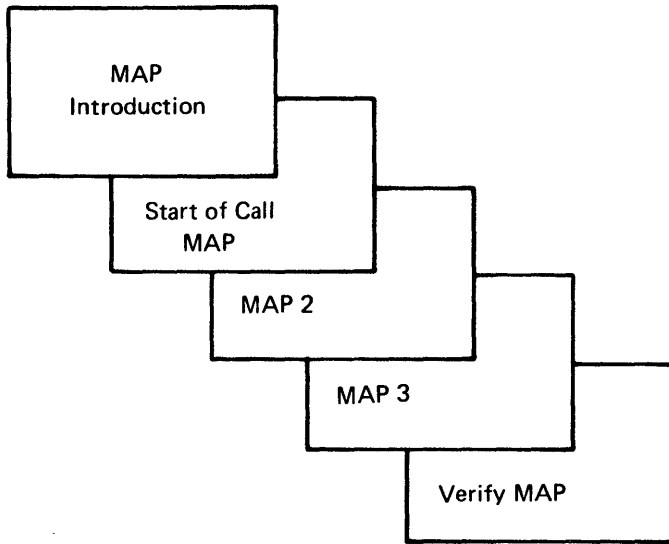 MAP
Introduction
Start of Call
MAP
MAP 2
MAP 3
Verify MAP